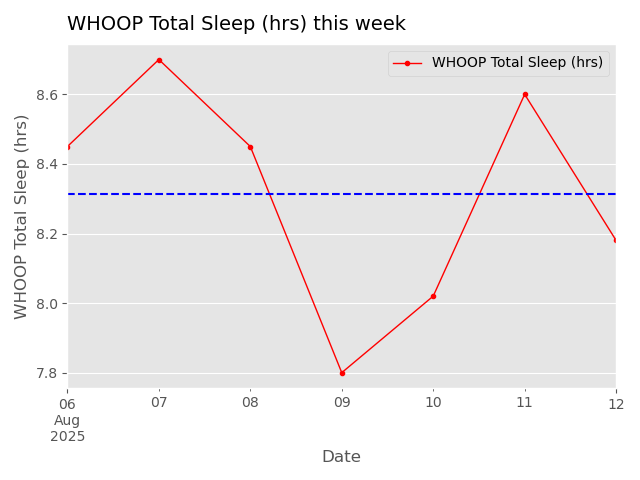 WHOOP Total Sleep (hrs) this week
WHOOP Total Sleep (hrs)
WHOOP Total Sleep (hrs)
8.6
8.4
8.2
8.0
7.8
06 07 08 09 10 11 12
Aug
2025
Date